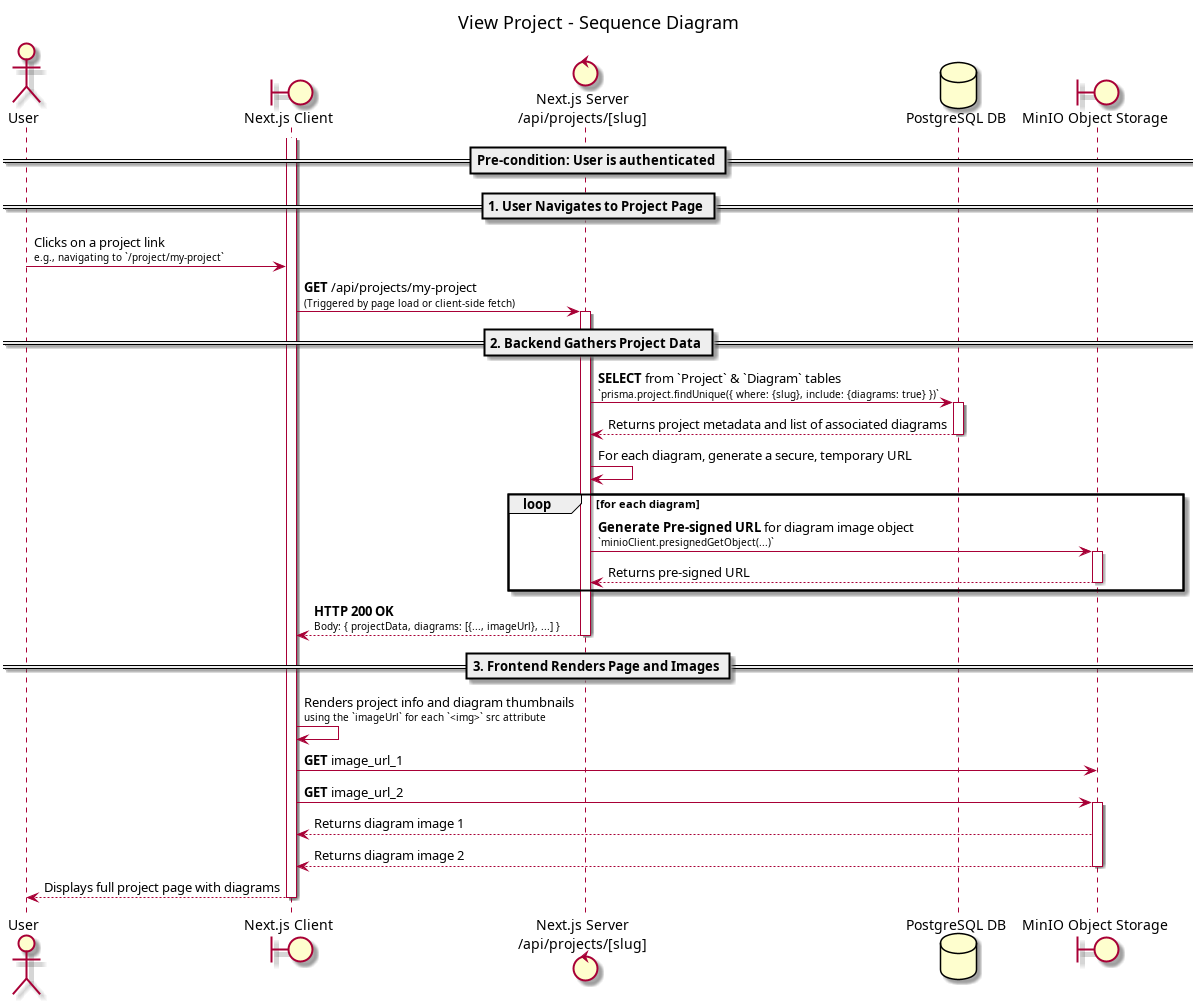 View Project - Sequence Diagram
User
Next.js Client
Next.js Server
/api/projects/[slug]
PostgreSQL DB
MinIO Object Storage
Pre-condition: User is authenticated
1. User Navigates to Project Page
Clicks on a project link
e.g., navigating to `/project/my-project`
GET /api/projects/my-project
(Triggered by page load or client-side fetch)
2. Backend Gathers Project Data
SELECT from `Project` & `Diagram` tables
`prisma.project.findUnique({ where: {slug}, include: {diagrams: true} })`
Returns project metadata and list of associated diagrams
For each diagram, generate a secure, temporary URL
loop
[for each diagram]
Generate Pre-signed URL for diagram image object
`minioClient.presignedGetObject(...)`
Returns pre-signed URL
HTTP 200 OK
Body: { projectData, diagrams: [{..., imageUrl}, ...] }
3. Frontend Renders Page and Images
Renders project info and diagram thumbnails
using the `imageUrl` for each `<img>` src attribute
GET image_url_1
GET image_url_2
Returns diagram image 1
Returns diagram image 2
Displays full project page with diagrams
User
Next.js Client
Next.js Server
/api/projects/[slug]
PostgreSQL DB
MinIO Object Storage